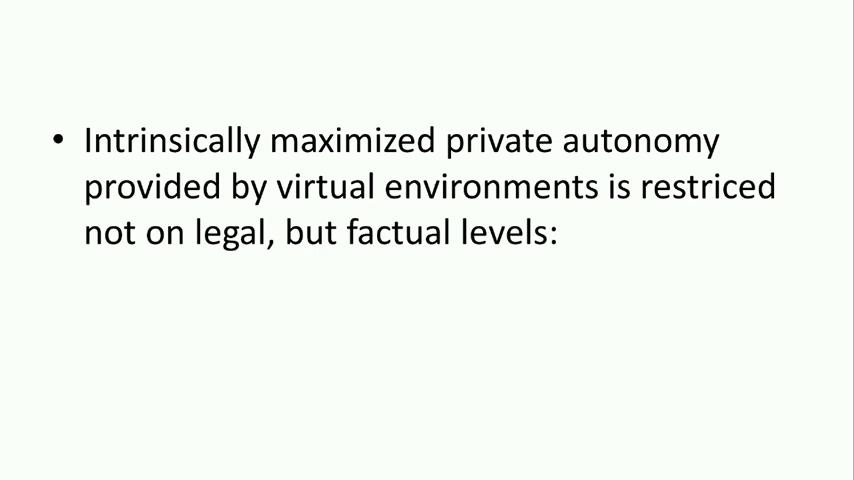 • Intrinsically maximized private autonomy
provided by virtual environments is restriced
not on legal, but factual levels: